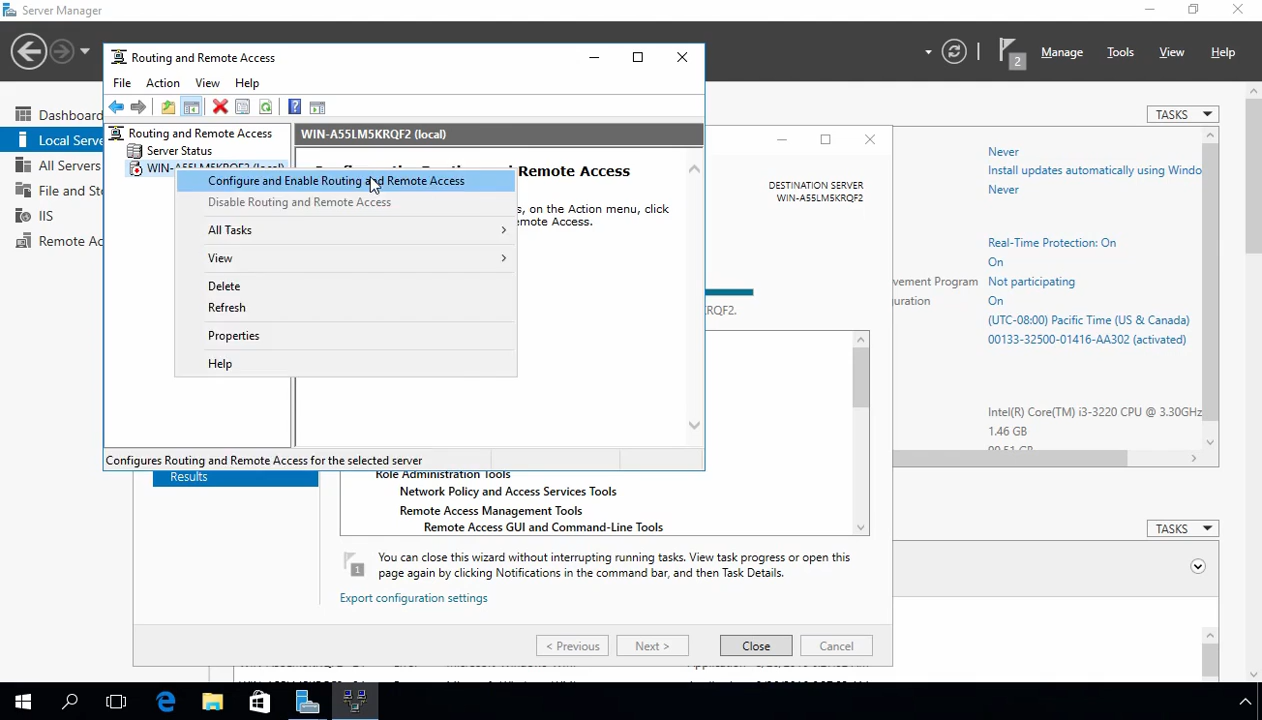 Server Manager
Routing and Remote Access
2
Manage
Tools
View
Help
File
Action
View
Help
Dashboard
TASKS
Routing and Remote Access
WIN-A55LM5KRQF2 (local)
Local Serve
Server Status
Never
All Servers
WIN-A55LM5KRQF2 (local)
Remote Access
Install updates automatically using Windo
DESTINATION SERVER
Never
WIN-A55LM5KRQF2
File and Sto
Configure and Enable Routing and Remote Access
Disable Routing and Remote Access
s, on the Action menu, click
emote Access.
IIS
All Tasks
Remote Ac
Real-Time Protection: On
View
On
vement Program
Not participating
Delete
uration
On
Refresh
KRQF2.
(UTC-08:00) Pacific Time (US & Canada)
Properties
00133-32500-01416-AA302 (activated)
Help
Intel(R) Core(TM) i3-3220 CPU @ 3.30GHz
1.46 GB
Configures Routing and Remote Access for the selected server
Results
Role Administration Tools
Network Policy and Access Services Tools
Remote Access Management Tools
Remote Access GUI and Command-Line Tools
TASKS
1
You can close this wizard without interrupting running tasks. View task progress or open this
page again by clicking Notifications in the command bar, and then Task Details.
Export configuration settings
< Previous
Next >
Close
Cancel